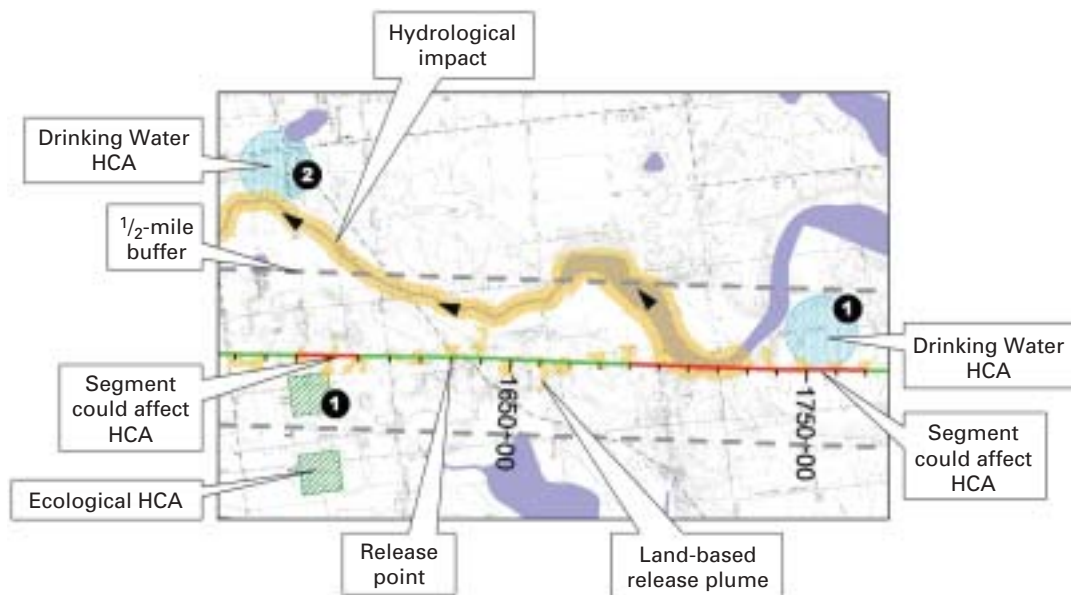 Hydrological
impact
Drinking Water
HCA
2
1/2-mile
buffer
1
Drinking Water
HCA
Segment
could affect
HCA
1
1650+00
1750+00
Segment
could affect
HCA
Ecological HCA
Release
point
Land-based
release plume